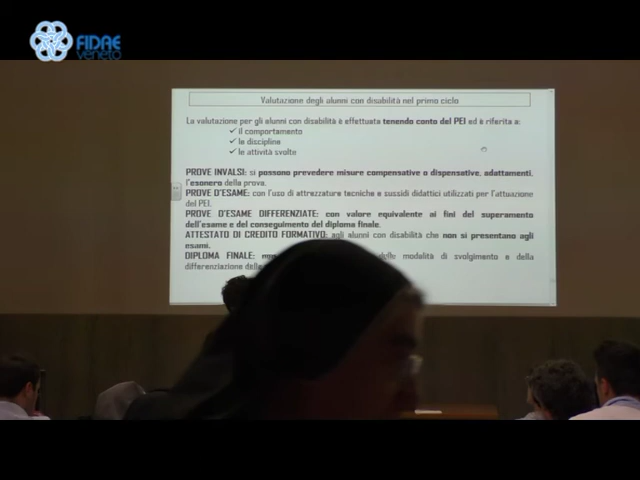 FIDAE
veneto
Valutazione degli alunni con disabilità nel primo ciclo
La valutazione per gli alunni con disabilità è effettuata tenendo conto del PEI ed è riferita a:
✓ il comportamento
✓ le discipline
✓ le attività svolte
PROVE INVALSI: si possono prevedere misure compensative o dispensative, adattamenti,
l'esonero della prova.
PROVE D'ESAME: con l'uso di attrezzature tecniche e sussidi didattici utilizzati per l'attuazione
del PEI.
PROVE D'ESAME DIFFERENZIATE: con valore equivalente ai fini del superamento
dell'esame e del conseguimento del diploma finale.
ATTESTATO DI CREDITO FORMATIVO: agli alunni con disabilità che non si presentano agli
esami.
DIPLOMA FINALE: modalità di svolgimento e della
differenziazione delle